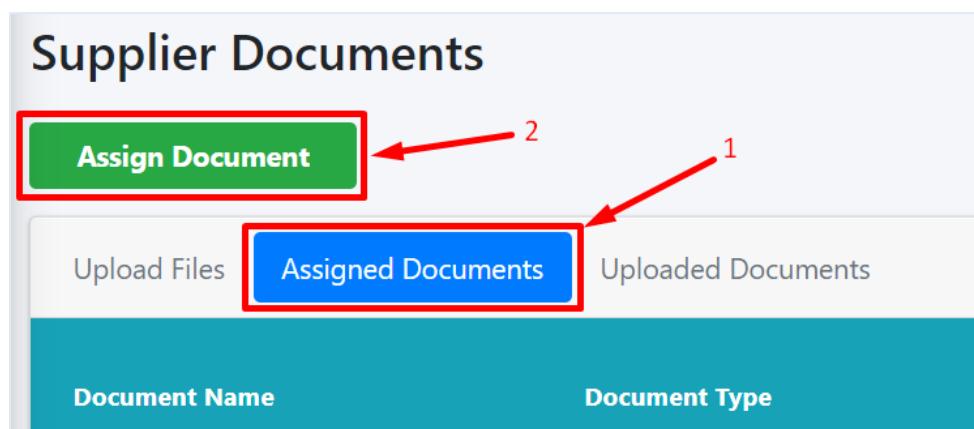 Supplier Documents
Assign Document
2
1
Upload Files Assigned Documents Uploaded Documents
Document Name Document Type